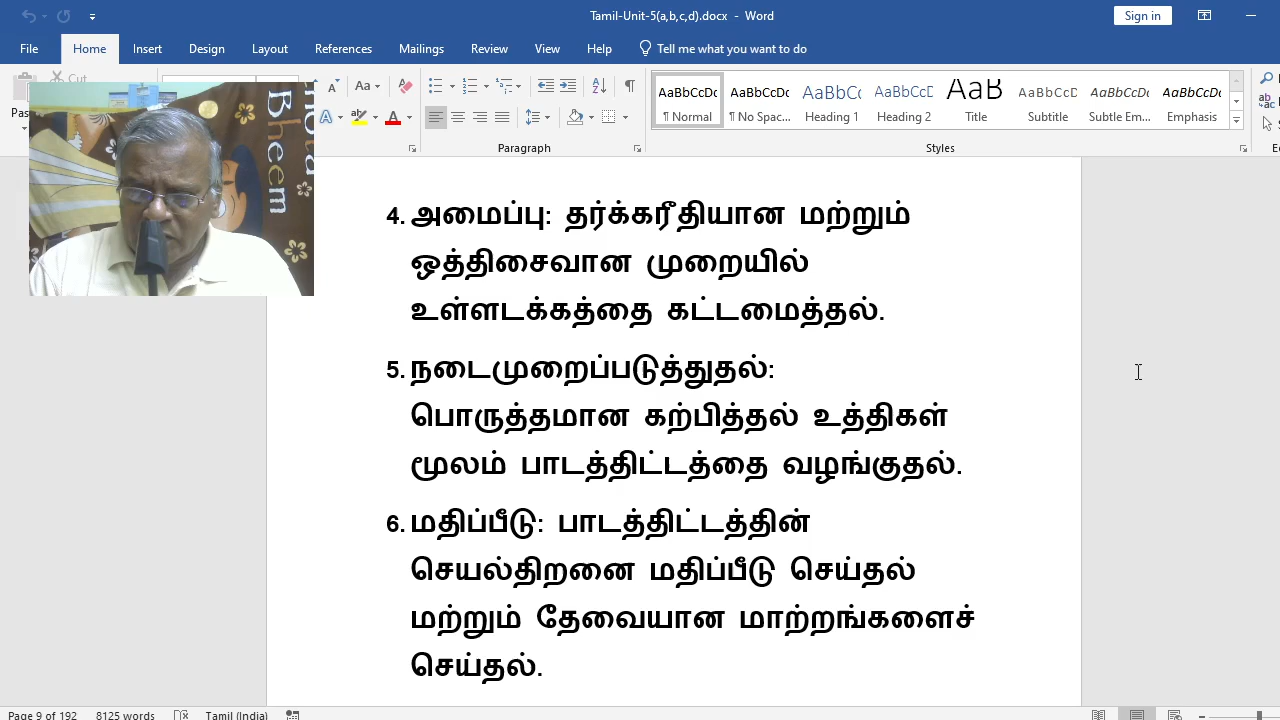 Tamil-Unit-5(a,b,c,d).docx - Word
Sign in
File Home Insert Design Layout References Mailings Review View Help Tell me what you want to do
Cut
Aa
AaBbCcDc AaBbCcDc AaBbCc AaBbCcD AaB AaBbCcD AaBbCcDc AaBbCcDc
¶ Normal ¶ No Spac... Heading 1 Heading 2 Title Subtitle Subtle Em... Emphasis
Paragraph Styles
Bheem
4. அமைப்பு: தர்க்கரீதியான மற்றும்
ஒத்திசைவான முறையில்
உள்ளடக்கத்தை கட்டமைத்தல்.
5. நடைமுறைப்படுத்துதல்:
பொருத்தமான கற்பித்தல் உத்திகள்
மூலம் பாடத்திட்டத்தை வழங்குதல்.
6. மதிப்பீடு: பாடத்திட்டத்தின்
செயல்திறனை மதிப்பீடு செய்தல்
மற்றும் தேவையான மாற்றங்களைச்
செய்தல்.
Page 9 of 192 8125 words Tamil (India)